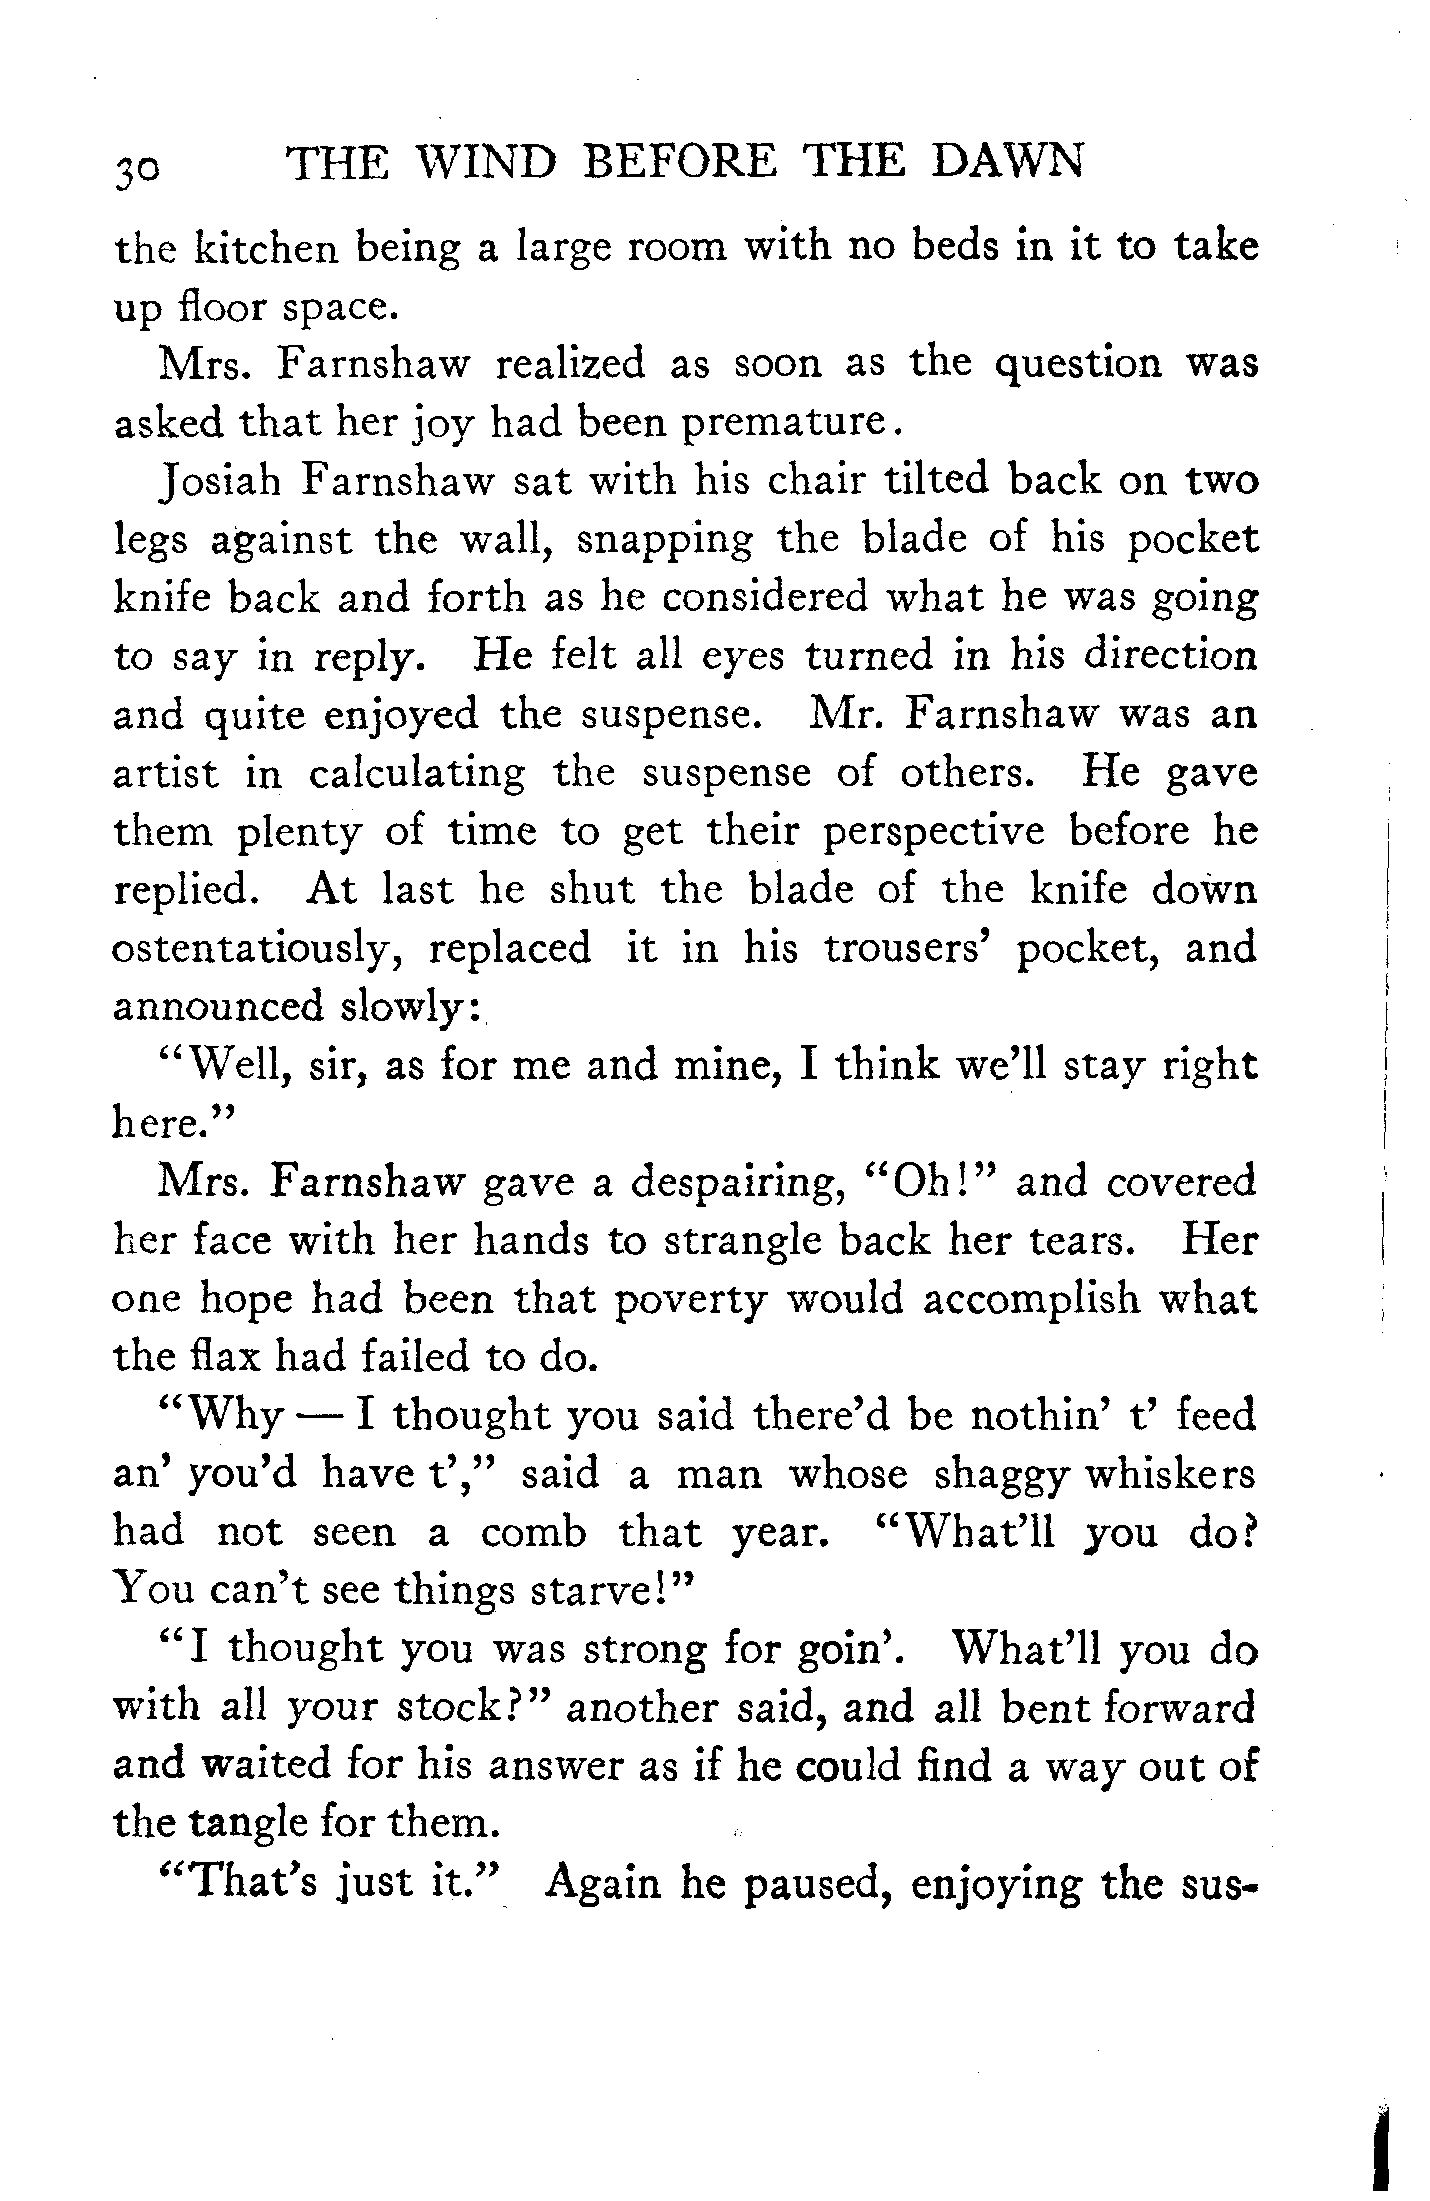 30 THE WIND BEFORE THE DAWN
the kitchen being a large room with no beds in it to take
up floor space.
Mrs. Farnshaw realized as soon as the question was
asked that her joy had been premature.
Josiah Farnshaw sat with his chair tilted back on two
legs against the wall, snapping the blade of his pocket
knife back and forth as he considered what he was going
to say in reply. He felt all eyes turned in his direction
and quite enjoyed the suspense. Mr. Farnshaw was an
artist in calculating the suspense of others. He gave
them plenty of time to get their perspective before he
replied. At last he shut the blade of the knife down
ostentatiously, replaced it in his trousers’ pocket, and
announced slowly:
“Well, sir, as for me and mine, I think we’ll stay right
here.”
Mrs. Farnshaw gave a despairing, “Oh!” and covered
her face with her hands to strangle back her tears. Her
one hope had been that poverty would accomplish what
the flax had failed to do.
“Why — I thought you said there’d be nothin’ t’ feed
an’ you’d have t’,” said a man whose shaggy whiskers
had not seen a comb that year. “What’ll you do?
You can’t see things starve!”
“I thought you was strong for goin’. What’ll you do
with all your stock?” another said, and all bent forward
and waited for his answer as if he could find a way out of
the tangle for them.
“That’s just it.” Again he paused, enjoying the sus-